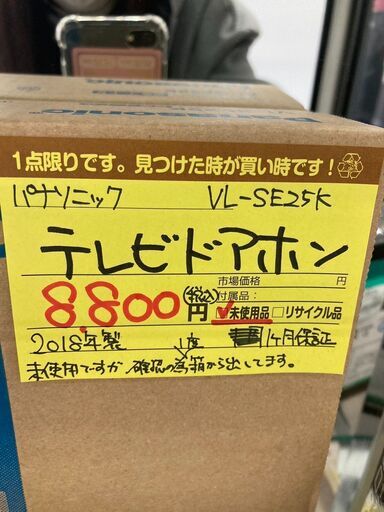 Panasonic
1点限りです。見つけた時が買い時です！
パナソニック VL-SE25K
テレビドアホン
市場価格： 円
付属品：
8,800円(税込)
☑未使用品 □リサイクル品
2018年製 1ヶ月保証
未使用ですが1度確認の為箱から出してます。